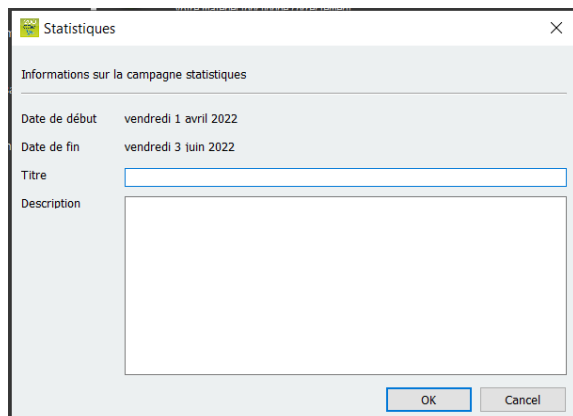 Statistiques
Informations sur la campagne statistiques
Date de début vendredi 1 avril 2022
Date de fin vendredi 3 juin 2022
Titre
Description
OK Cancel